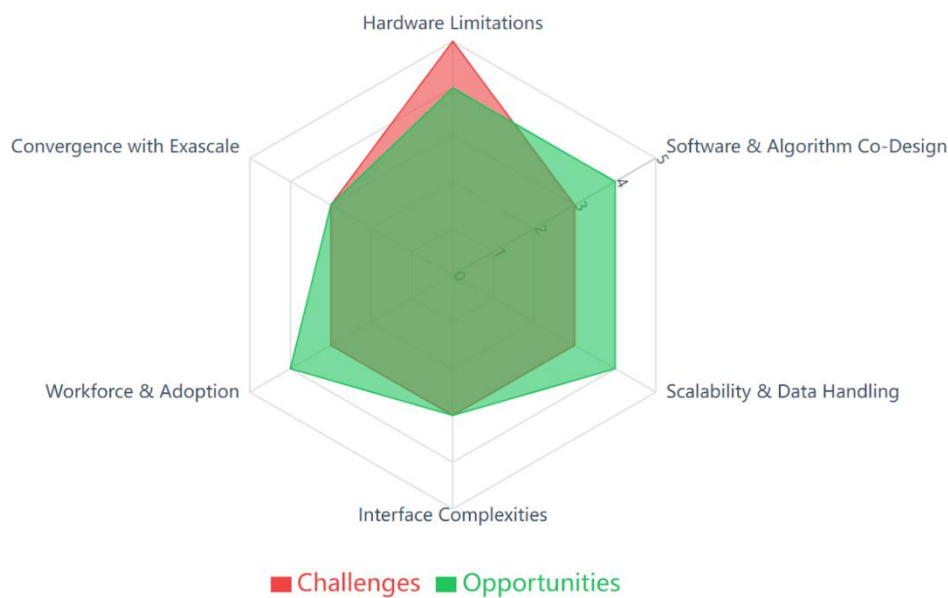 Hardware Limitations
Convergence with Exascale
Software & Algorithm Co-Design
5
4
3
2
1
0
Workforce & Adoption
Scalability & Data Handling
Interface Complexities
Challenges
Opportunities